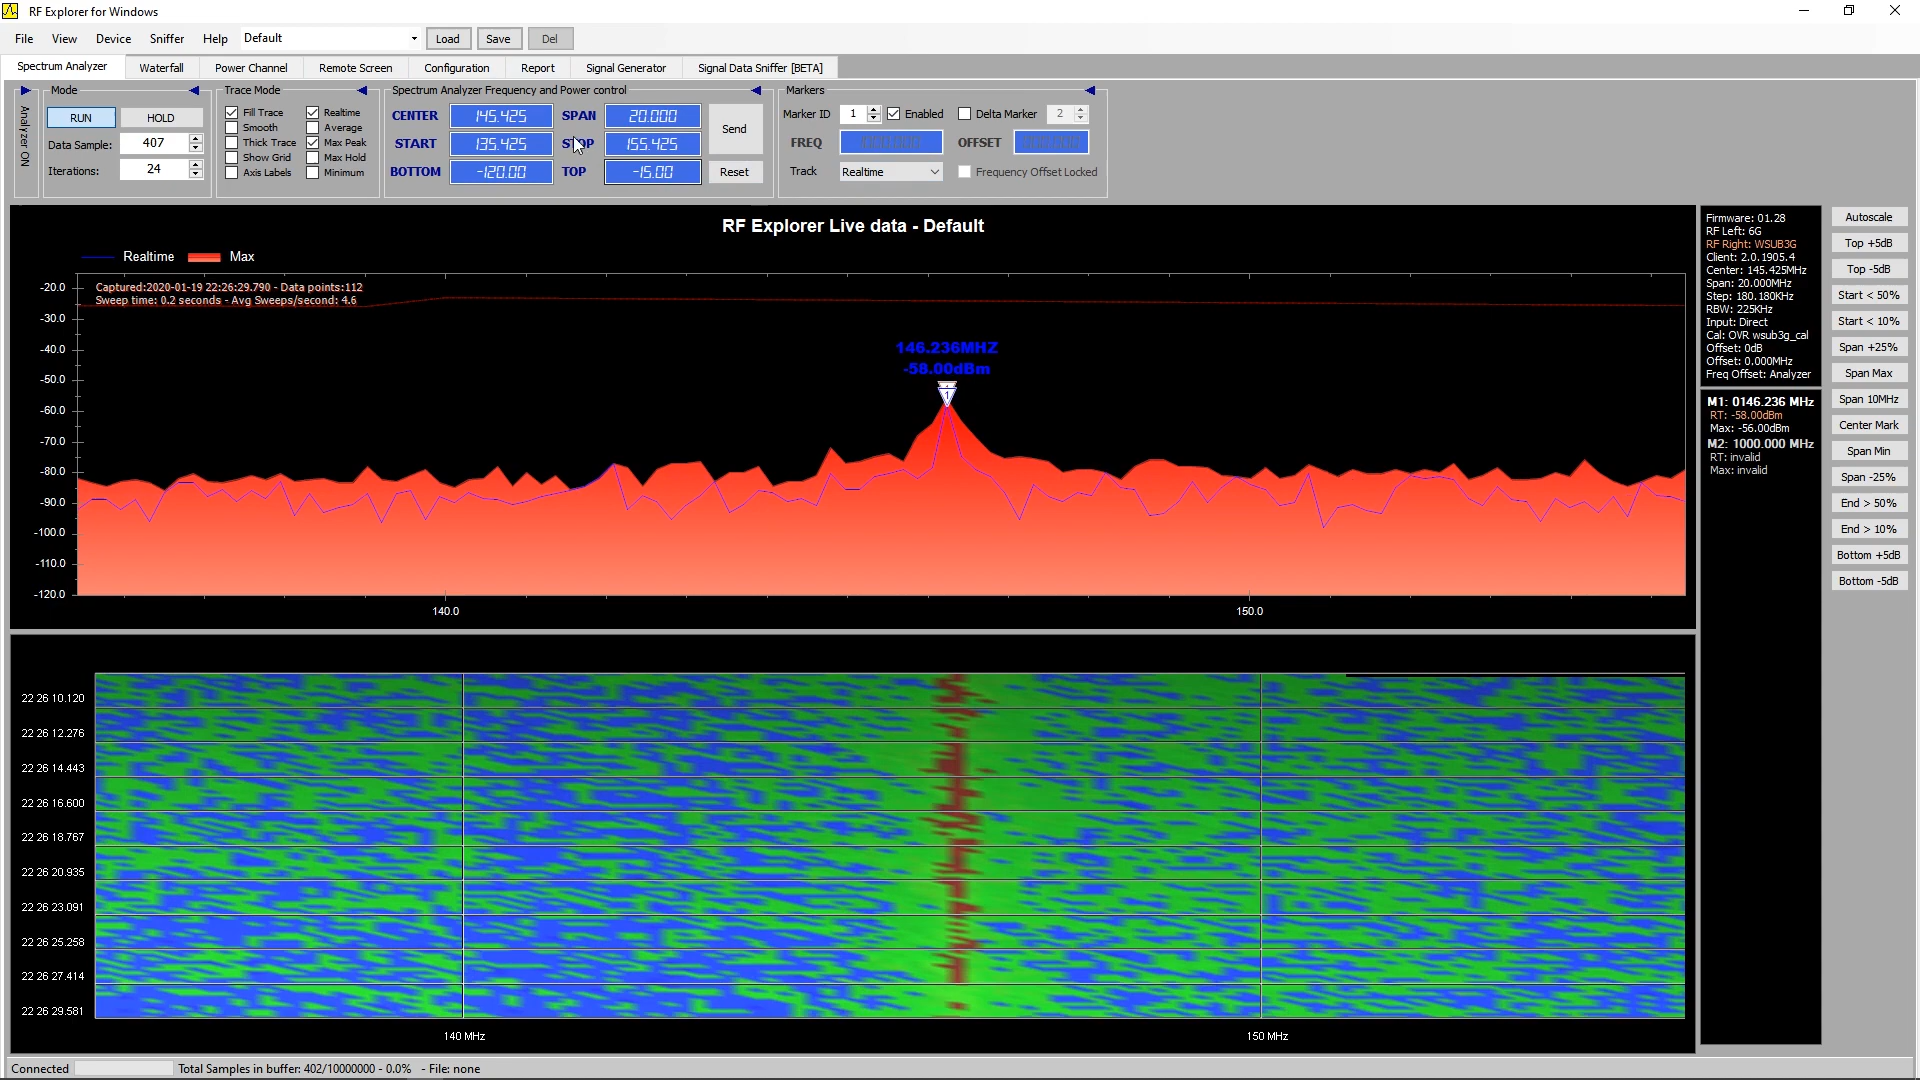 RF Explorer for Windows
File View Device Sniffer Help Default Load Save Del
Spectrum Analyzer Waterfall Power Channel Remote Screen Configuration Report Signal Generator Signal Data Sniffer [BETA]
Analyzer ON
Mode
RUN HOLD
Data Sample: 407
Iterations: 24
Trace Mode
Fill Trace Realtime
Smooth Average
Thick Trace Max Peak
Show Grid Max Hold
Axis Labels Minimum
Spectrum Analyzer Frequency and Power control
CENTER 145.425 SPAN 20.000 Send
START 135.425 STOP 155.425
BOTTOM -120.00 TOP -15.00 Reset
Markers
Marker ID 1 Enabled Delta Marker 2
FREQ OFFSET
Track Realtime Frequency Offset Locked
RF Explorer Live data - Default
Realtime Max
Captured:2020-01-19 22:26:29.790 - Data points:112
Sweep time: 0.2 seconds - Avg Sweeps/second: 4.6
-20.0
-30.0
-40.0
-50.0
-60.0
-70.0
-80.0
-90.0
-100.0
-110.0
-120.0
146.236MHZ
-58.00dBm
1
140.0 150.0
Firmware: 01.28
RF Left: 6G
RF Right: WSUB3G
Client: 2.0.1905.4
Center: 145.425MHz
Span: 20.000MHz
Step: 180.180KHz
RBW: 225KHz
Input: Direct
Cal: OVR wsub3g_cal
Offset: 0dB
Offset: 0.000MHz
Freq Offset: Analyzer
M1: 0146.236 MHz
RT: -58.00dBm
Max: -56.00dBm
M2: 1000.000 MHz
RT: invalid
Max: invalid
Autoscale
Top +5dB
Top -5dB
Start < 50%
Start < 10%
Span +25%
Span Max
Span 10MHz
Center Mark
Span Min
Span -25%
End > 50%
End > 10%
Bottom +5dB
Bottom -5dB
22 26 10.120
22 26 12.276
22 26 14.443
22 26 16.600
22 26 18.767
22 26 20.935
22 26 23.091
22 26 25.258
22 26 27.414
22 26 29.581
140 MHz 150 MHz
Connected Total Samples in buffer: 402/10000000 - 0.0% - File: none